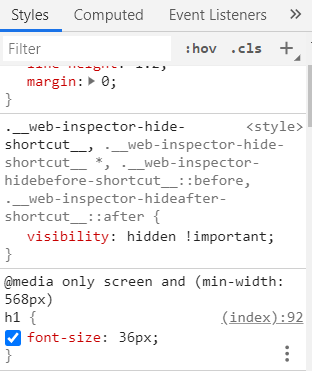 Styles Computed Event Listeners »
Filter :hov .cls +
line-height: 1.2;
margin: ▶ 0;
}
.__web-inspector-hide- <style>
shortcut__, .__web-inspector-hide-
shortcut__ *, .__web-inspector-
hidebefore-shortcut__::before,
.__web-inspector-hideafter-
shortcut__::after {
visibility: hidden !important;
}
@media only screen and (min-width:
568px)
h1 { (index):92
font-size: 36px;
}